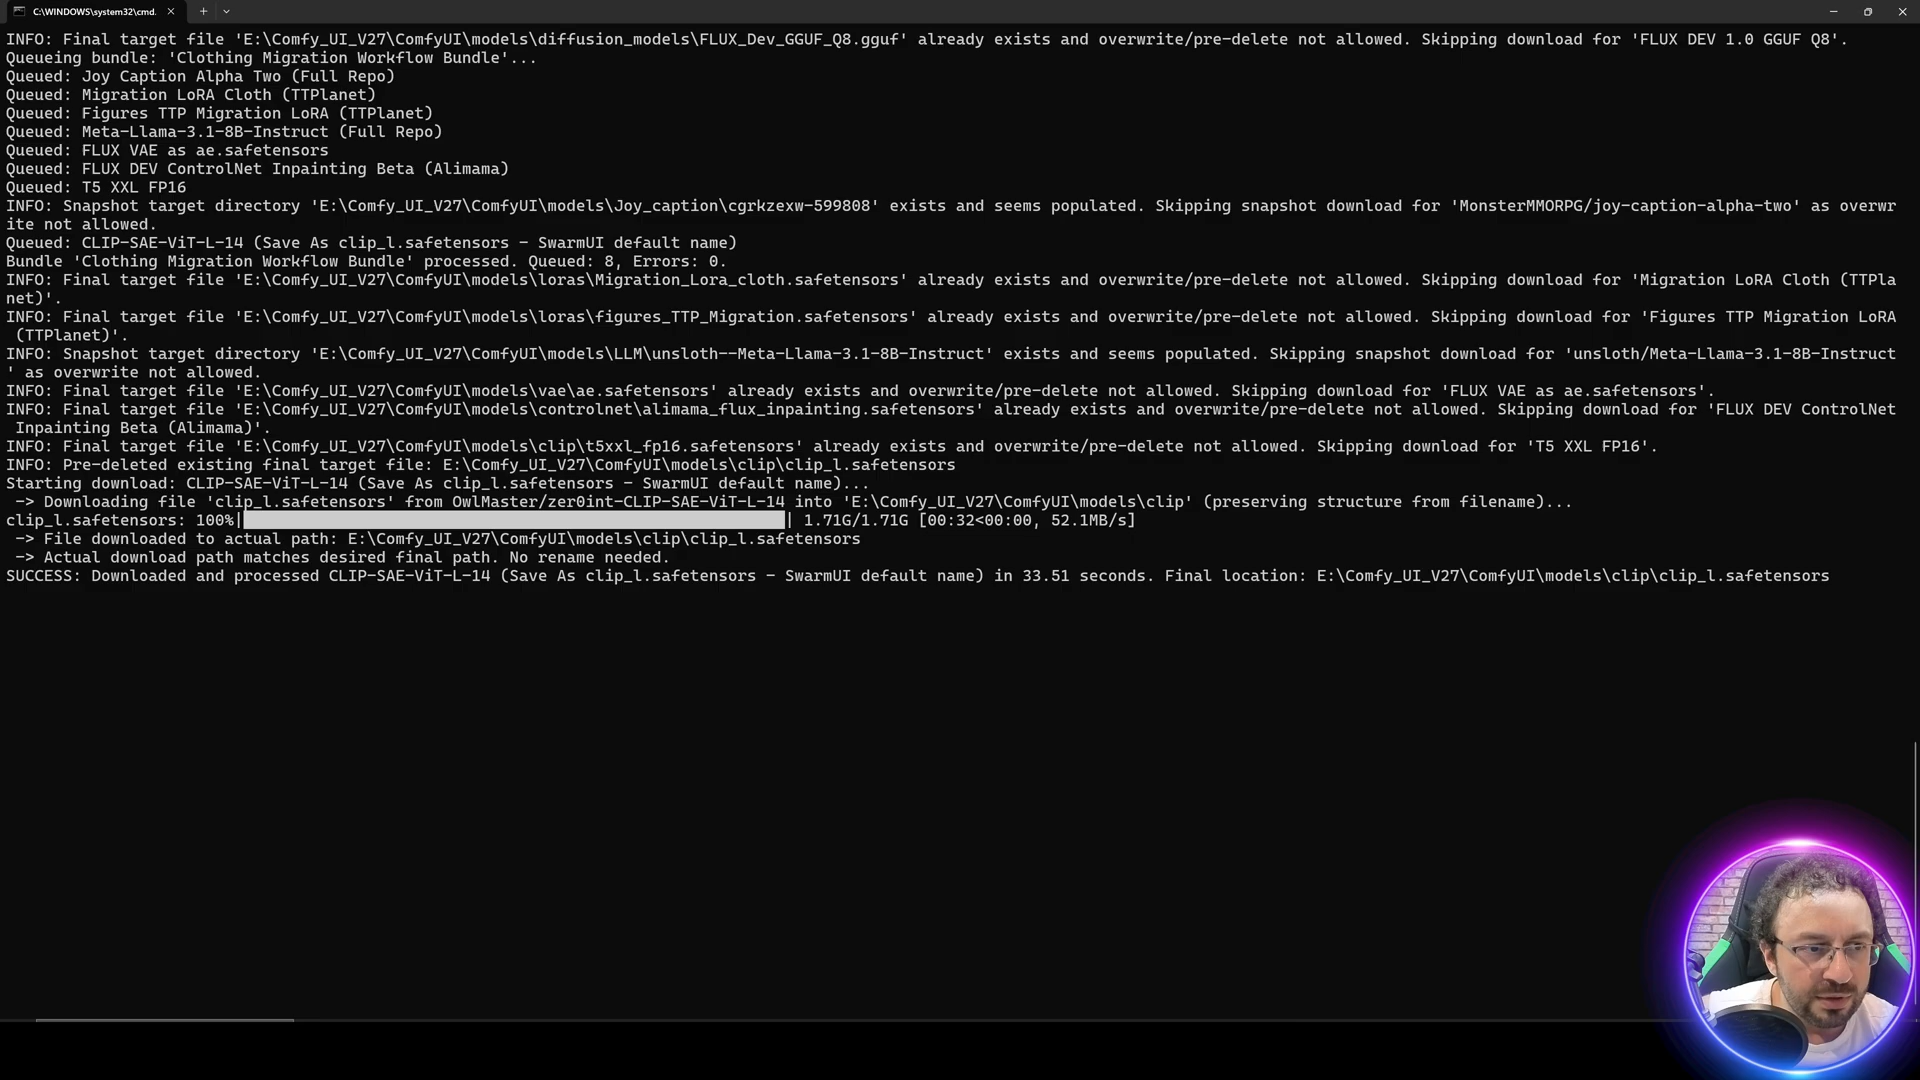 C:\WINDOWS\system32\cmd.
INFO: Final target file 'E:\Comfy_UI_V27\ComfyUI\models\diffusion_models\FLUX_Dev_GGUF_Q8.gguf' already exists and overwrite/pre-delete not allowed. Skipping download for 'FLUX DEV 1.0 GGUF Q8'.
Queueing bundle: 'Clothing Migration Workflow Bundle'...
Queued: Joy Caption Alpha Two (Full Repo)
Queued: Migration LoRA Cloth (TTPlanet)
Queued: Figures TTP Migration LoRA (TTPlanet)
Queued: Meta-Llama-3.1-8B-Instruct (Full Repo)
Queued: FLUX VAE as ae.safetensors
Queued: FLUX DEV ControlNet Inpainting Beta (Alimama)
Queued: T5 XXL FP16
INFO: Snapshot target directory 'E:\Comfy_UI_V27\ComfyUI\models\Joy_caption\cgrkzexw-599808' exists and seems populated. Skipping snapshot download for 'MonsterMMORPG/joy-caption-alpha-two' as overwr
ite not allowed.
Queued: CLIP-SAE-ViT-L-14 (Save As clip_l.safetensors - SwarmUI default name)
Bundle 'Clothing Migration Workflow Bundle' processed. Queued: 8, Errors: 0.
INFO: Final target file 'E:\Comfy_UI_V27\ComfyUI\models\loras\Migration_Lora_cloth.safetensors' already exists and overwrite/pre-delete not allowed. Skipping download for 'Migration LoRA Cloth (TTPla
net)'.
INFO: Final target file 'E:\Comfy_UI_V27\ComfyUI\models\loras\figures_TTP_Migration.safetensors' already exists and overwrite/pre-delete not allowed. Skipping download for 'Figures TTP Migration LoRA
(TTPlanet)'.
INFO: Snapshot target directory 'E:\Comfy_UI_V27\ComfyUI\models\LLM\unsloth--Meta-Llama-3.1-8B-Instruct' exists and seems populated. Skipping snapshot download for 'unsloth/Meta-Llama-3.1-8B-Instruct
' as overwrite not allowed.
INFO: Final target file 'E:\Comfy_UI_V27\ComfyUI\models\vae\ae.safetensors' already exists and overwrite/pre-delete not allowed. Skipping download for 'FLUX VAE as ae.safetensors'.
INFO: Final target file 'E:\Comfy_UI_V27\ComfyUI\models\controlnet\alimama_flux_inpainting.safetensors' already exists and overwrite/pre-delete not allowed. Skipping download for 'FLUX DEV ControlNet
Inpainting Beta (Alimama)'.
INFO: Final target file 'E:\Comfy_UI_V27\ComfyUI\models\clip\t5xxl_fp16.safetensors' already exists and overwrite/pre-delete not allowed. Skipping download for 'T5 XXL FP16'.
INFO: Pre-deleted existing final target file: E:\Comfy_UI_V27\ComfyUI\models\clip\clip_l.safetensors
Starting download: CLIP-SAE-ViT-L-14 (Save As clip_l.safetensors - SwarmUI default name)...
-> Downloading file 'clip_l.safetensors' from OwlMaster/zer0int-CLIP-SAE-ViT-L-14 into 'E:\Comfy_UI_V27\ComfyUI\models\clip' (preserving structure from filename)...
clip_l.safetensors: 100%| | 1.71G/1.71G [00:32<00:00, 52.1MB/s]
-> File downloaded to actual path: E:\Comfy_UI_V27\ComfyUI\models\clip\clip_l.safetensors
-> Actual download path matches desired final path. No rename needed.
SUCCESS: Downloaded and processed CLIP-SAE-ViT-L-14 (Save As clip_l.safetensors - SwarmUI default name) in 33.51 seconds. Final location: E:\Comfy_UI_V27\ComfyUI\models\clip\clip_l.safetensors